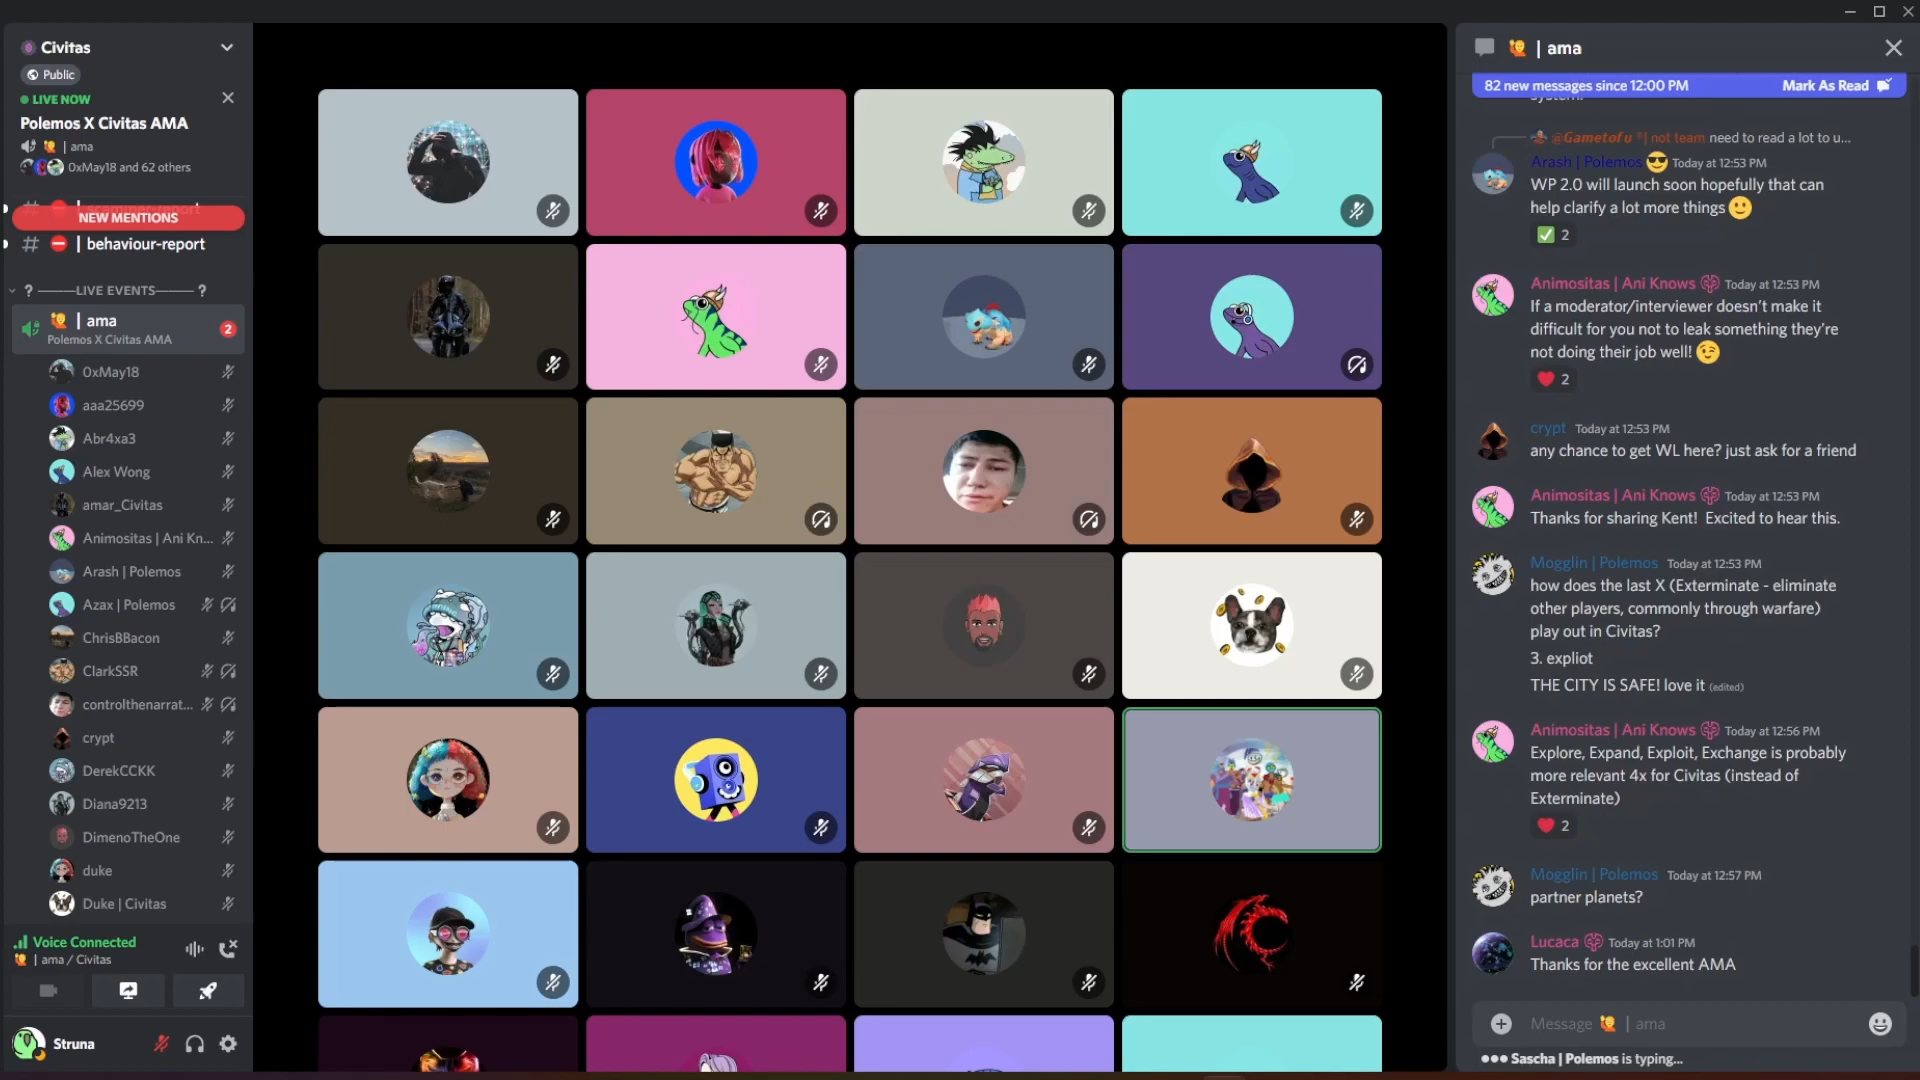 Civitas
Public
LIVE NOW
Polemos X Civitas AMA
| ama
0xMay18 and 62 others
NEW MENTIONS
# | behaviour-report
? ———LIVE EVENTS——— ?
| ama
Polemos X Civitas AMA
2
0xMay18
aaa25699
Abr4xa3
Alex Wong
amar_Civitas
Animositas | Ani Kn...
Arash | Polemos
Azax | Polemos
ChrisBBacon
ClarkSSR
controlthenarrat...
crypt
DerekCCKK
Diana9213
DimenoTheOne
duke
Duke | Civitas
Voice Connected
| ama / Civitas
Struna
| ama
82 new messages since 12:00 PM Mark As Read
system.
@Gametofu *| not team need to read a lot to u...
Arash | Polemos Today at 12:53 PM
WP 2.0 will launch soon hopefully that can
help clarify a lot more things
2
Animositas | Ani Knows Today at 12:53 PM
If a moderator/interviewer doesn't make it
difficult for you not to leak something they're
not doing their job well!
2
crypt Today at 12:53 PM
any chance to get WL here? just ask for a friend
Animositas | Ani Knows Today at 12:53 PM
Thanks for sharing Kent! Excited to hear this.
Mogglin | Polemos Today at 12:53 PM
how does the last X (Exterminate - eliminate
other players, commonly through warfare)
play out in Civitas?
3. expliot
THE CITY IS SAFE! love it (edited)
Animositas | Ani Knows Today at 12:56 PM
Explore, Expand, Exploit, Exchange is probably
more relevant 4x for Civitas (instead of
Exterminate)
2
Mogglin | Polemos Today at 12:57 PM
partner planets?
Lucaca Today at 1:01 PM
Thanks for the excellent AMA
Message | ama
Sascha | Polemos is typing...